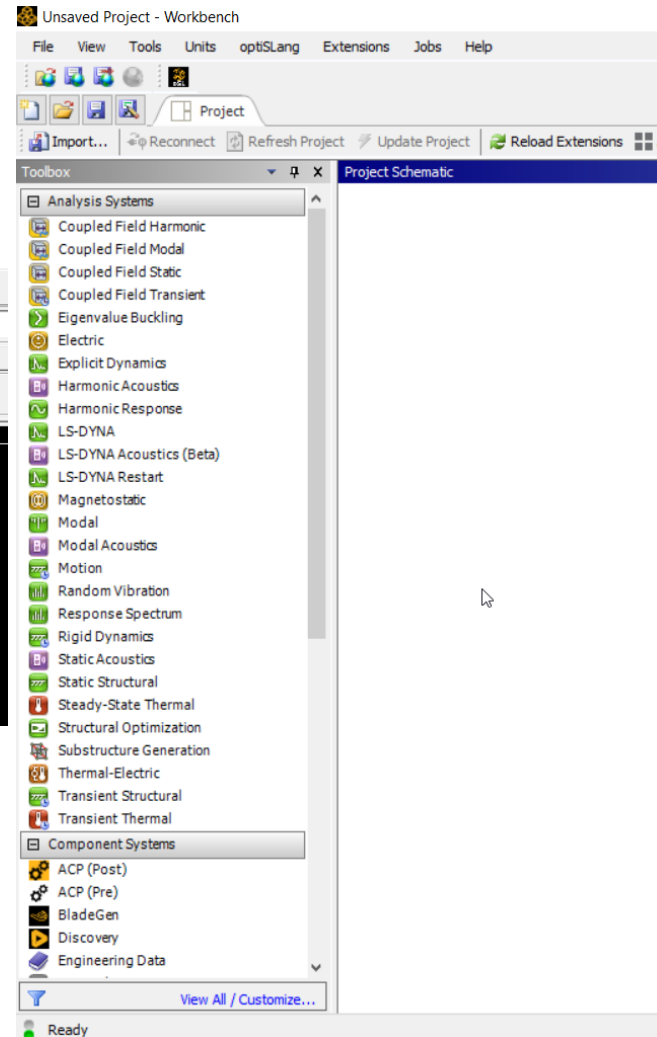 Unsaved Project - Workbench
File View Tools Units optiSLang Extensions Jobs Help
Project
Import... Reconnect Refresh Project Update Project Reload Extensions
Toolbox
Project Schematic
Analysis Systems
Coupled Field Harmonic
Coupled Field Modal
Coupled Field Static
Coupled Field Transient
Eigenvalue Buckling
Electric
Explicit Dynamics
Harmonic Acoustics
Harmonic Response
LS-DYNA
LS-DYNA Acoustics (Beta)
LS-DYNA Restart
Magnetostatic
Modal
Modal Acoustics
Motion
Random Vibration
Response Spectrum
Rigid Dynamics
Static Acoustics
Static Structural
Steady-State Thermal
Structural Optimization
Substructure Generation
Thermal-Electric
Transient Structural
Transient Thermal
Component Systems
ACP (Post)
ACP (Pre)
BladeGen
Discovery
Engineering Data
View All / Customize...
Ready